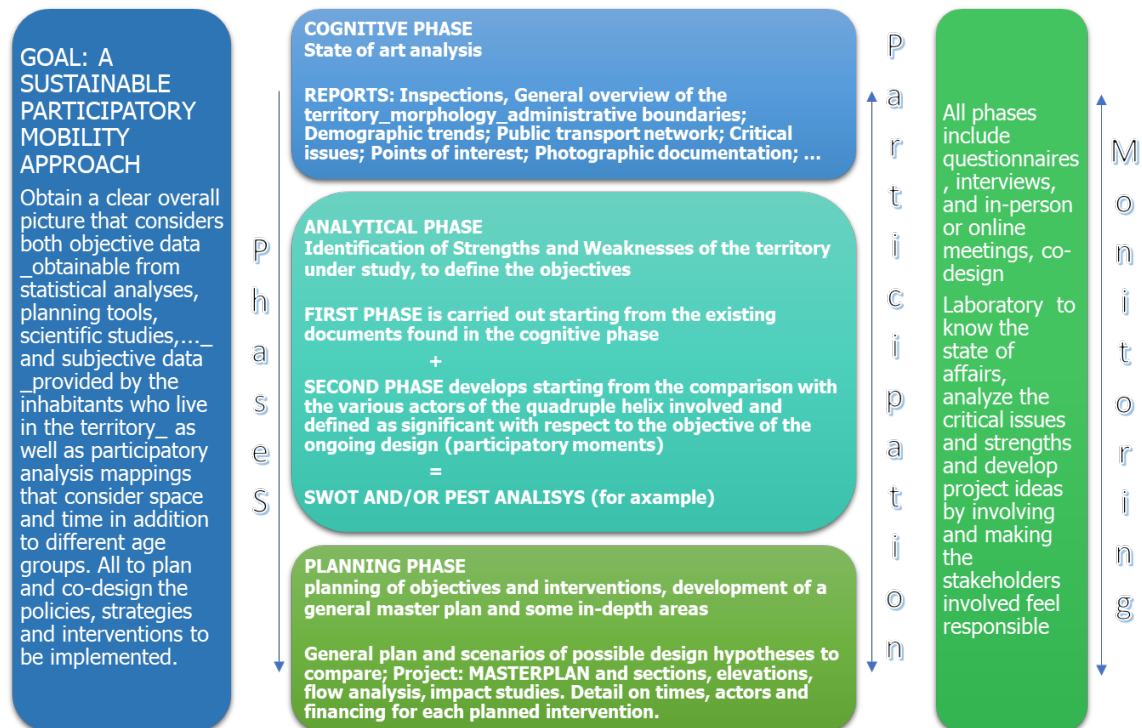 GOAL: A
SUSTAINABLE
PARTICIPATORY
MOBILITY
APPROACH
Obtain a clear overall
picture that considers
both objective data
_obtainable from
statistical analyses,
planning tools,
scientific studies,..._
and subjective data
_provided by the
inhabitants who live
in the territory_ as
well as participatory
analysis mappings
that consider space
and time in addition
to different age
groups. All to plan
and co-design the
policies, strategies
and interventions to
be implemented.
PhaseS
COGNITIVE PHASE
State of art analysis
REPORTS: Inspections, General overview of the
territory_morphology_administrative boundaries;
Demographic trends; Public transport network; Critical
issues; Points of interest; Photographic documentation; ...
ANALYTICAL PHASE
Identification of Strengths and Weaknesses of the territory
under study, to define the objectives
FIRST PHASE is carried out starting from the existing
documents found in the cognitive phase
+
SECOND PHASE develops starting from the comparison with
the various actors of the quadruple helix involved and
defined as significant with respect to the objective of the
ongoing design (participatory moments)
=
SWOT AND/OR PEST ANALISYS (for axample)
PLANNING PHASE
planning of objectives and interventions, development of a
general master plan and some in-depth areas
General plan and scenarios of possible design hypotheses to
compare; Project: MASTERPLAN and sections, elevations,
flow analysis, impact studies. Detail on times, actors and
financing for each planned intervention.
Participation
All phases
include
questionnaires
, interviews,
and in-person
or online
meetings, co-
design
Laboratory to
know the
state of
affairs,
analyze the
critical issues
and strengths
and develop
project ideas
by involving
and making
the
stakeholders
involved feel
responsible
Monitoring